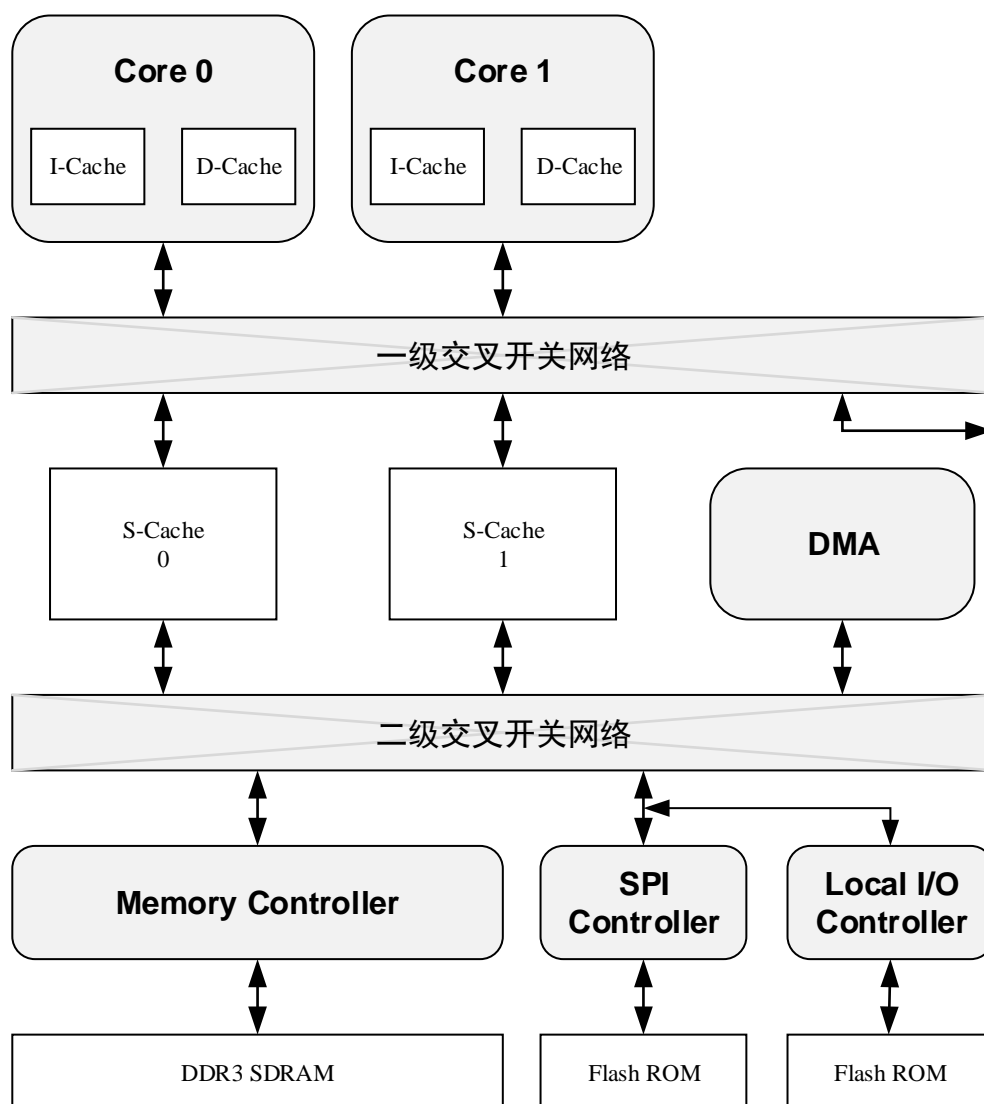 Core 0
Core 1
I-Cache
D-Cache
I-Cache
D-Cache
一级交叉开关网络
S-Cache
0
S-Cache
1
DMA
二级交叉开关网络
Memory Controller
SPI
Controller
Local I/O
Controller
DDR3 SDRAM
Flash ROM
Flash ROM